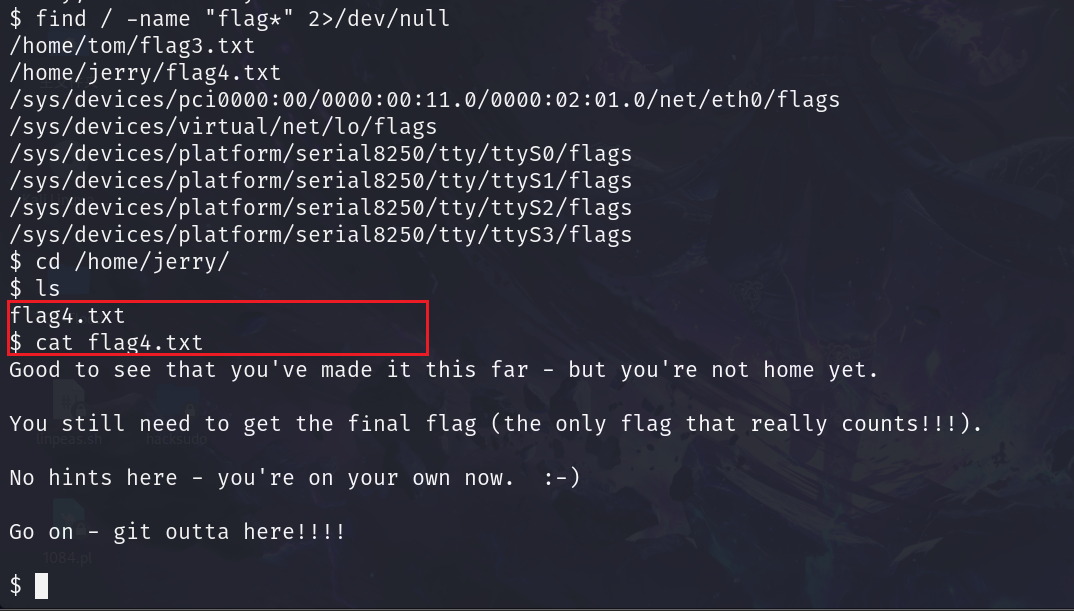 $ find / -name "flag*" 2>/dev/null
/home/tom/flag3.txt
/home/jerry/flag4.txt
/sys/devices/pci0000:00/0000:00:11.0/0000:02:01.0/net/eth0/flags
/sys/devices/virtual/net/lo/flags
/sys/devices/platform/serial8250/tty/ttyS0/flags
/sys/devices/platform/serial8250/tty/ttyS1/flags
/sys/devices/platform/serial8250/tty/ttyS2/flags
/sys/devices/platform/serial8250/tty/ttyS3/flags
$ cd /home/jerry/
$ ls
flag4.txt
$ cat flag4.txt
Good to see that you've made it this far - but you're not home yet.
You still need to get the final flag (the only flag that really counts!!!).
linpeas.sh hacksudo
No hints here - you're on your own now.  :-)
Go on - git outta here!!!!
1084.pl
$